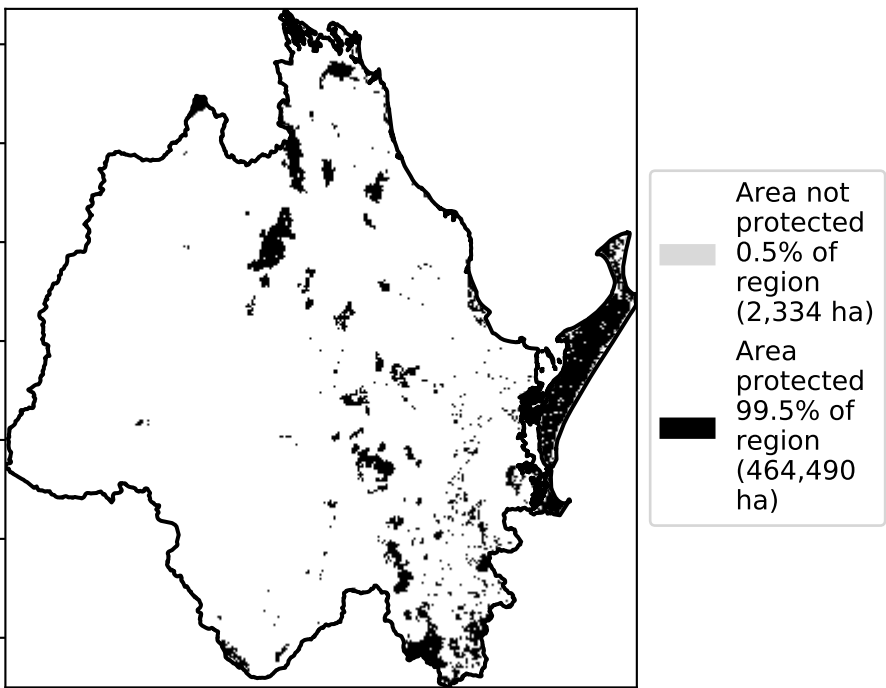 Area not
protected
0.5% of
region
(2,334 ha)
Area
protected
99.5% of
region
(464,490
ha)